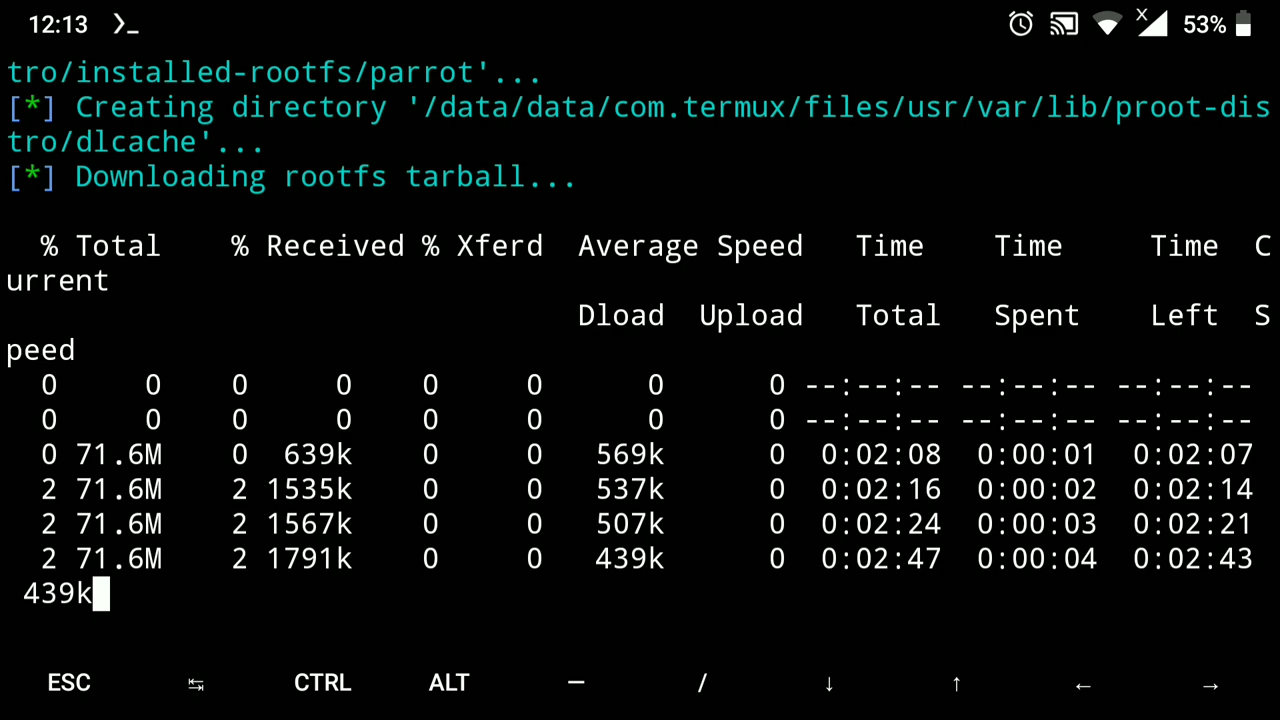 12:13 ❯_ X 53%
tro/installed-rootfs/parrot'...
[*] Creating directory '/data/data/com.termux/files/usr/var/lib/proot-dis
tro/dlcache'...
[*] Downloading rootfs tarball...
% Total % Received % Xferd Average Speed Time Time Time C
urrent
Dload Upload Total Spent Left S
peed
0 0 0 0 0 0 0 0 --:--:-- --:--:-- --:--:--
0 0 0 0 0 0 0 0 --:--:-- --:--:-- --:--:--
0 71.6M 0 639k 0 0 569k 0 0:02:08 0:00:01 0:02:07
2 71.6M 2 1535k 0 0 537k 0 0:02:16 0:00:02 0:02:14
2 71.6M 2 1567k 0 0 507k 0 0:02:24 0:00:03 0:02:21
2 71.6M 2 1791k 0 0 439k 0 0:02:47 0:00:04 0:02:43
439k
ESC ↹ CTRL ALT — / ↓ ↑ ← →